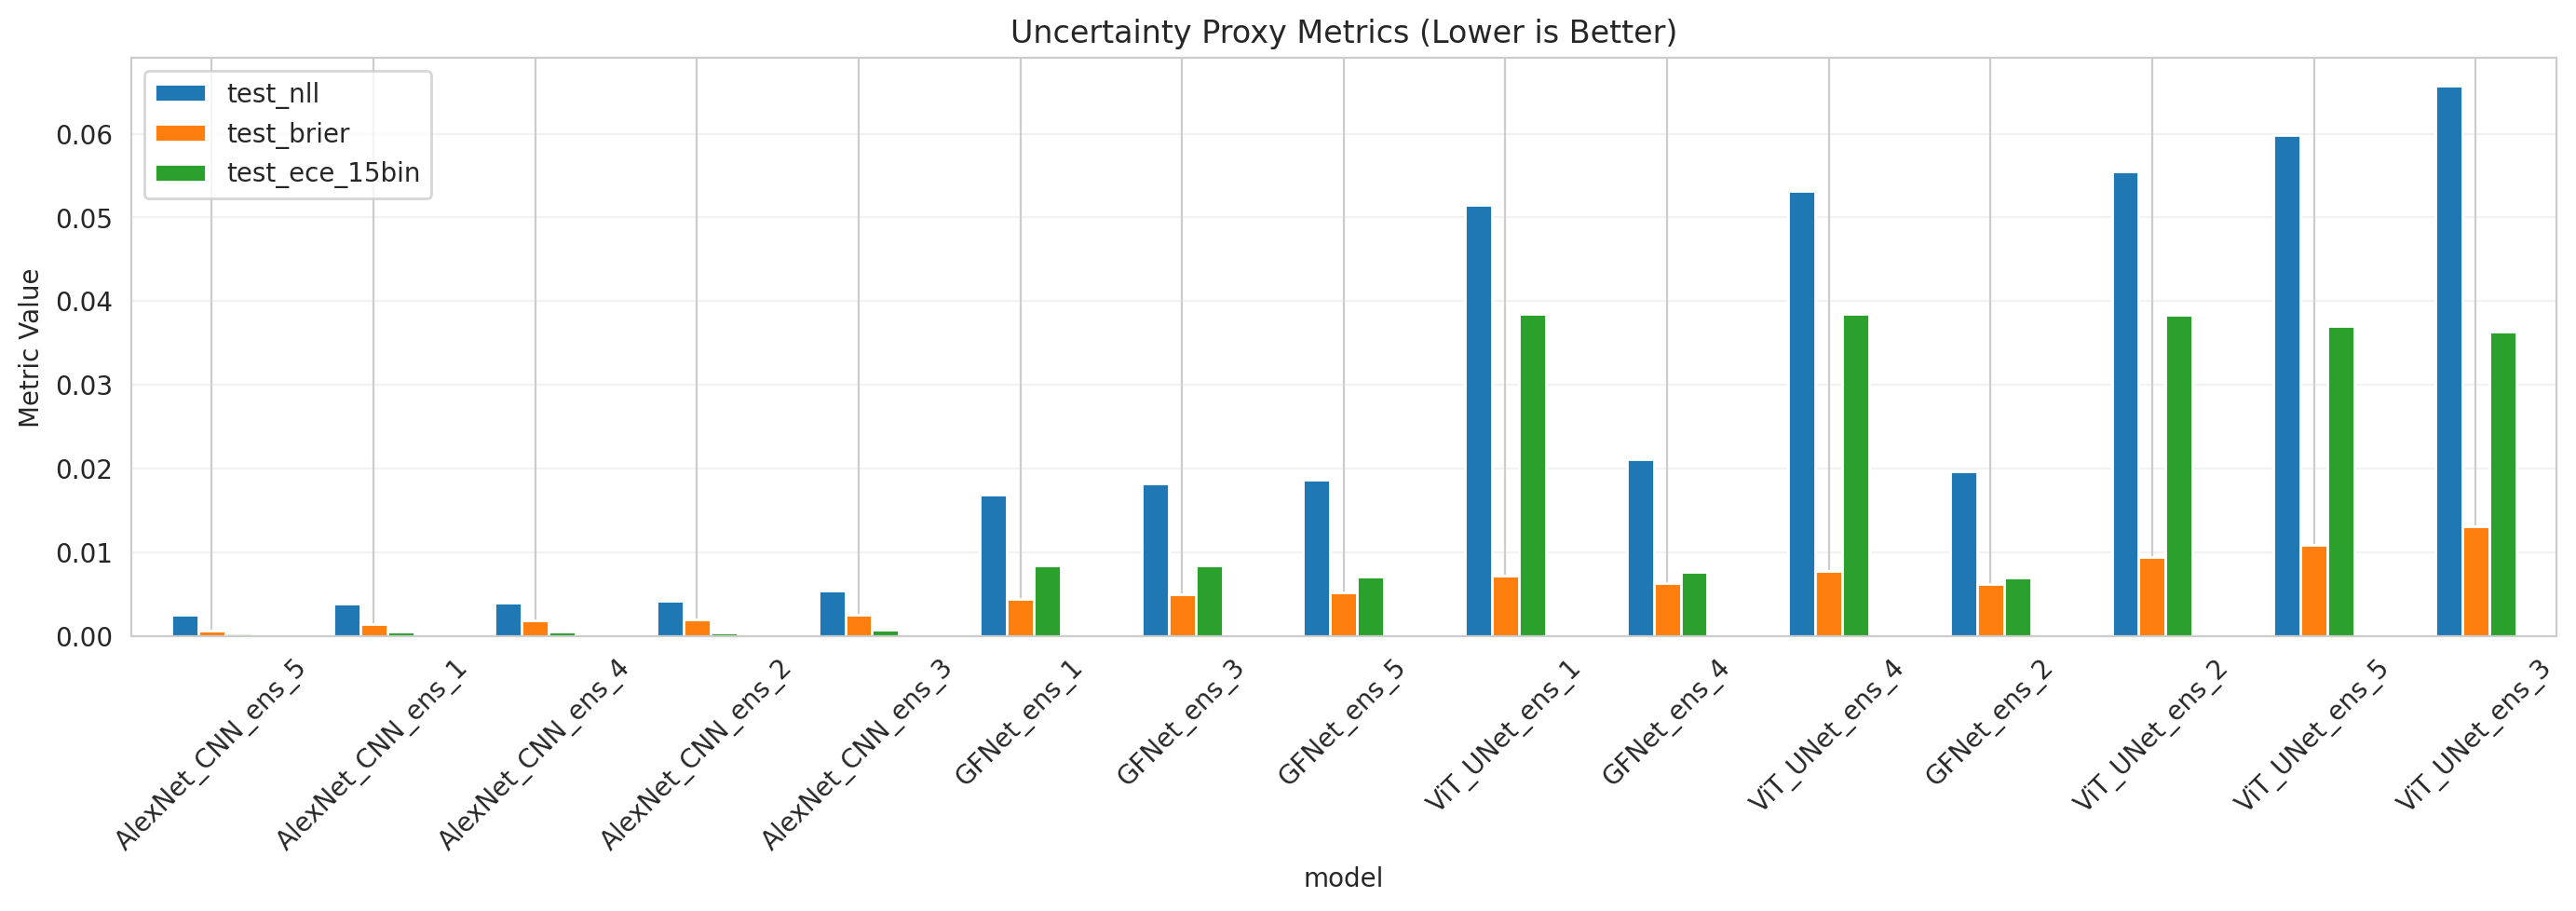 Uncertainty Proxy Metrics (Lower is Better)
test_nll
test_brier
test_ece_15bin
Metric Value
0.06
0.05
0.04
0.03
0.02
0.01
0.00
AlexNet_CNN_ens_5
AlexNet_CNN_ens_1
AlexNet_CNN_ens_4
AlexNet_CNN_ens_2
AlexNet_CNN_ens_3
GFNet_ens_1
GFNet_ens_3
GFNet_ens_5
ViT_UNet_ens_1
GFNet_ens_4
ViT_UNet_ens_4
GFNet_ens_2
ViT_UNet_ens_2
ViT_UNet_ens_5
ViT_UNet_ens_3
model